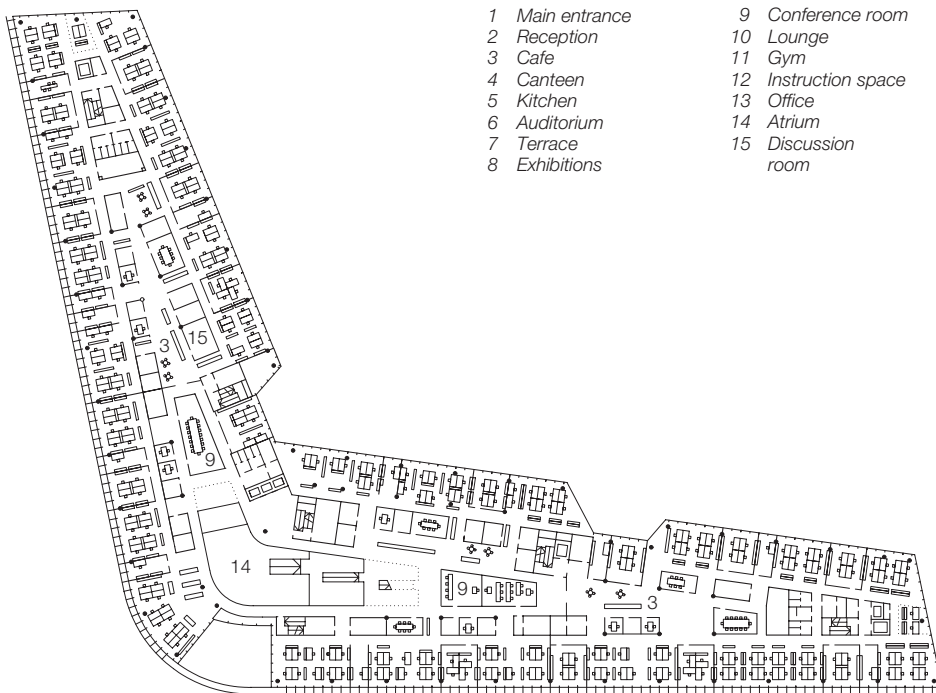 1 Main entrance
2 Reception
3 Cafe
4 Canteen
5 Kitchen
6 Auditorium
7 Terrace
8 Exhibitions
9 Conference room
10 Lounge
11 Gym
12 Instruction space
13 Office
14 Atrium
15 Discussion
room
3
15
9
14
9
3